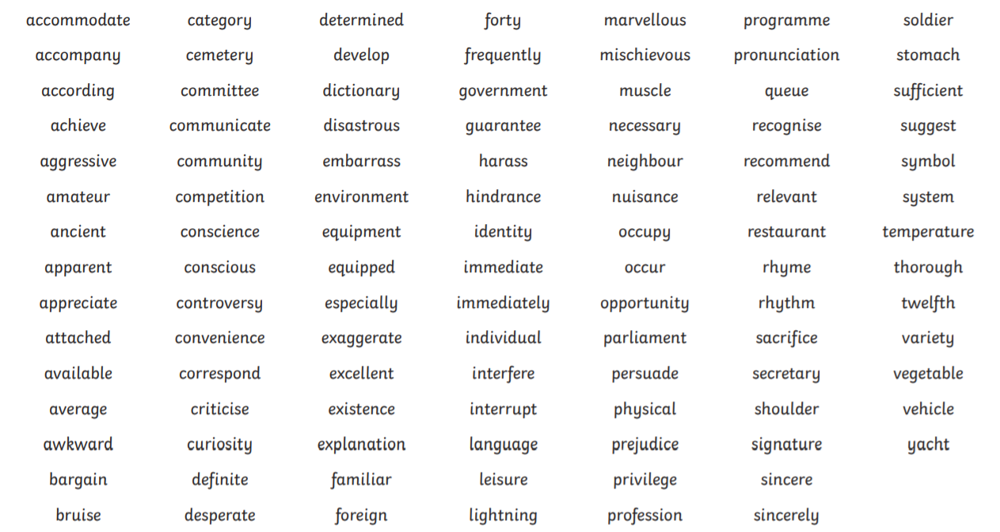 accommodate category determined forty marvellous programme soldier
accompany cemetery develop frequently mischievous pronunciation stomach
according committee dictionary government muscle queue sufficient
achieve communicate disastrous guarantee necessary recognise suggest
aggressive community embarrass harass neighbour recommend symbol
amateur competition environment hindrance nuisance relevant system
ancient conscience equipment identity occupy restaurant temperature
apparent conscious equipped immediate occur rhyme thorough
appreciate controversy especially immediately opportunity rhythm twelfth
attached convenience exaggerate individual parliament sacrifice variety
available correspond excellent interfere persuade secretary vegetable
average criticise existence interrupt physical shoulder vehicle
awkward curiosity explanation language prejudice signature yacht
bargain definite familiar leisure privilege sincere
bruise desperate foreign lightning profession sincerely